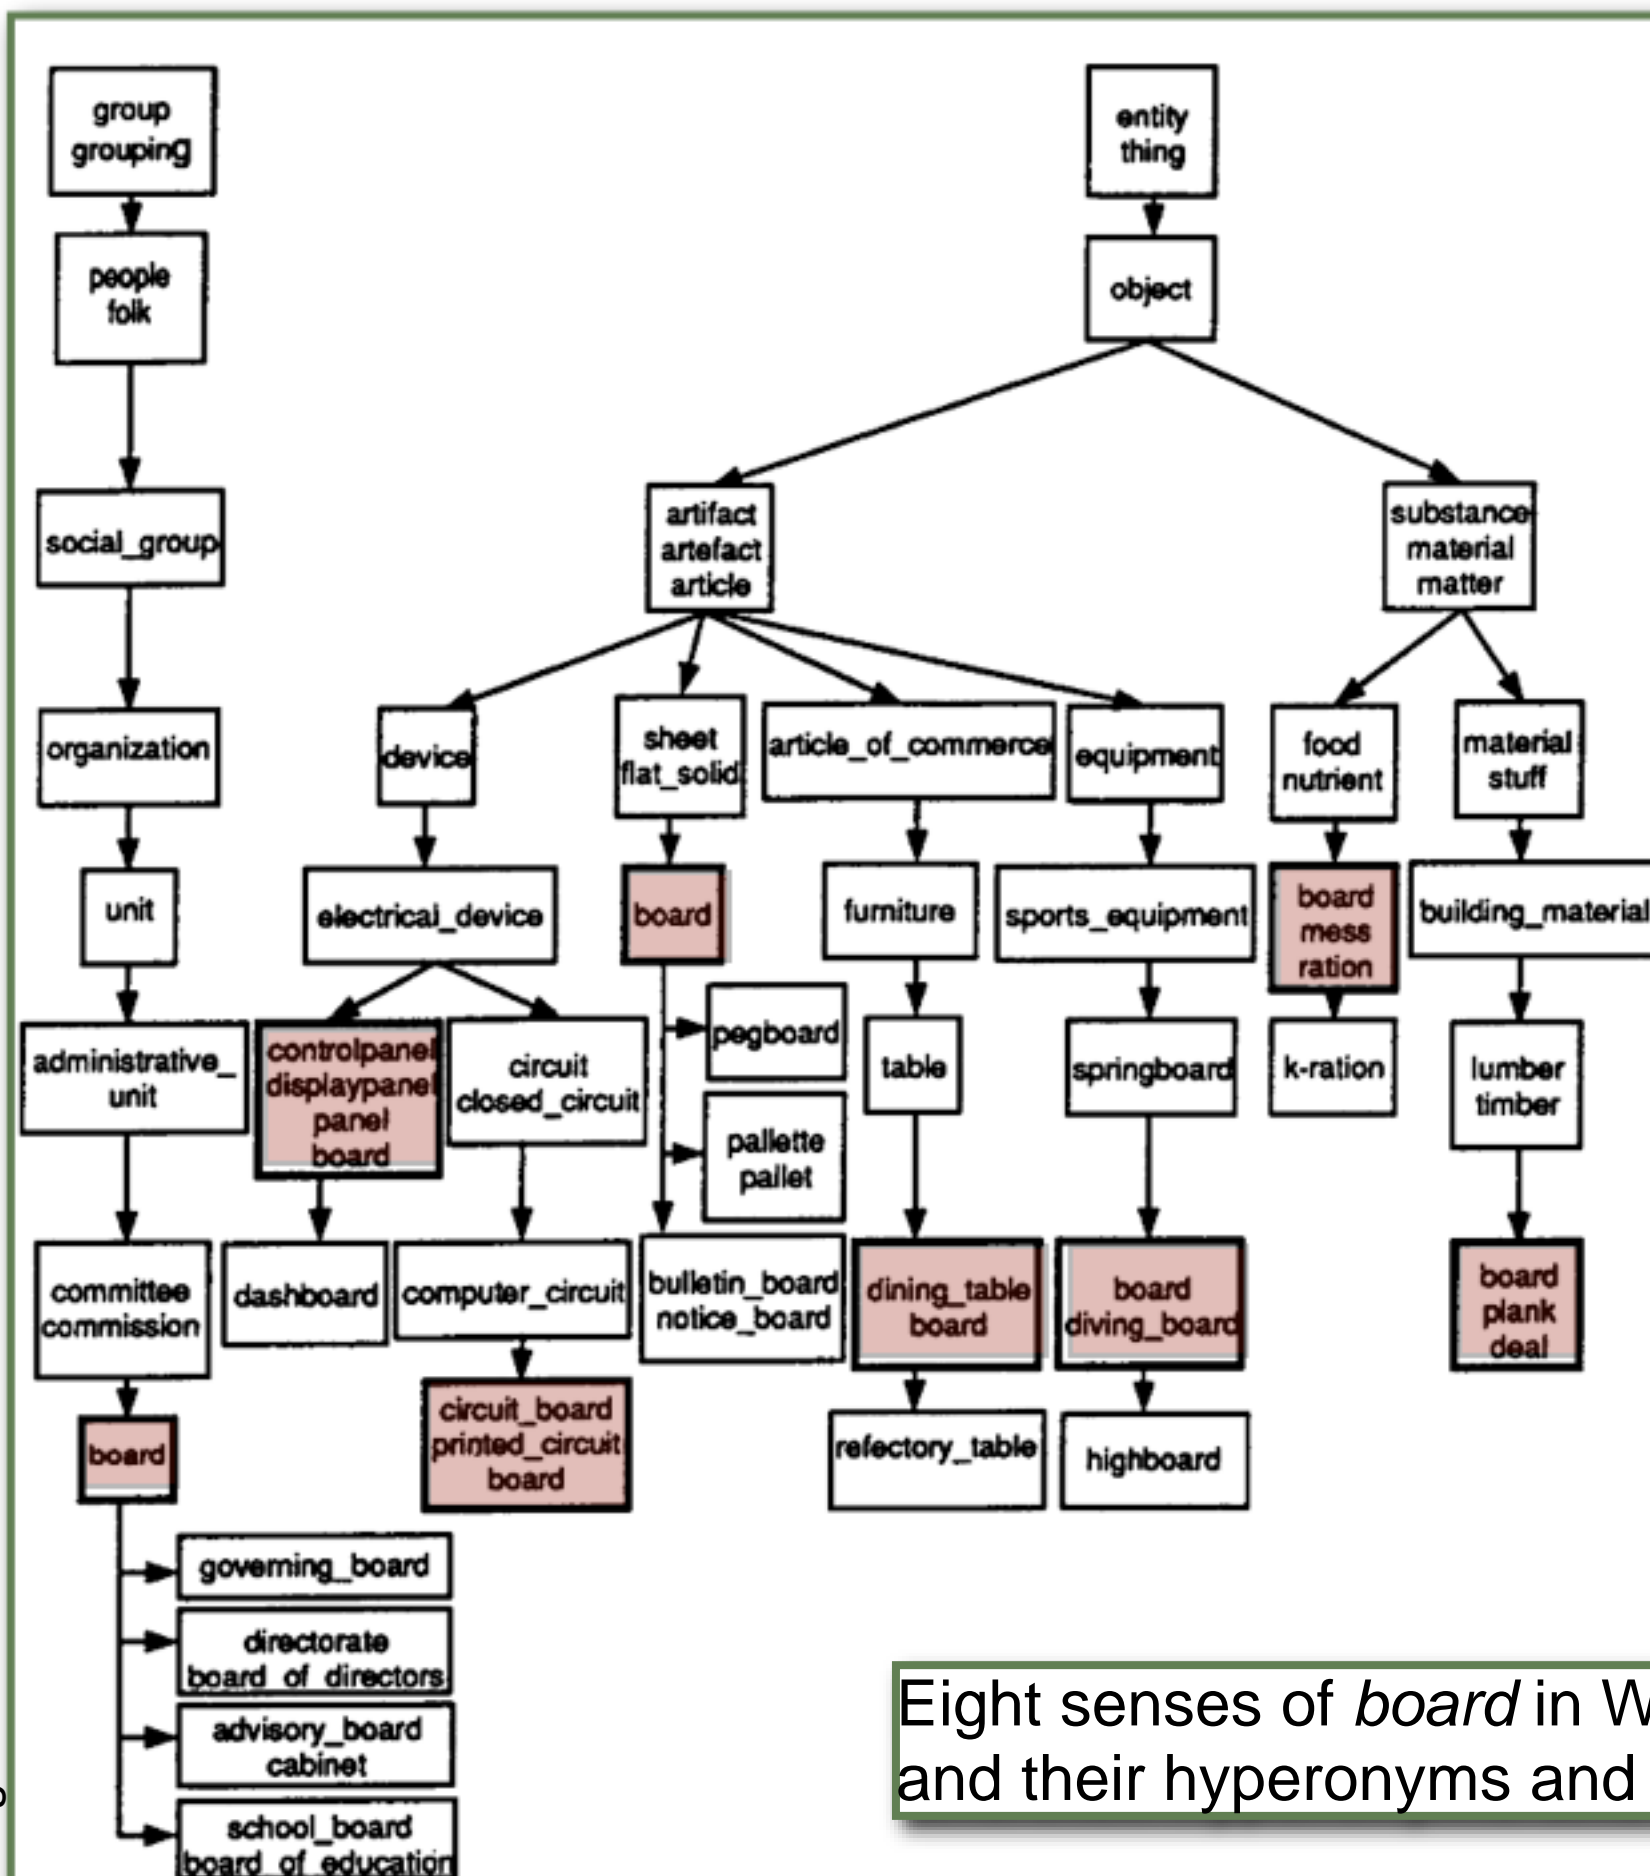 group
grouping
entity
thing
people
folk
object
social_group
artifact
artefact
article
substance
material
matter
organization
device
sheet
flat_solid
article_of_commerce
equipment
food
nutrient
material
stuff
unit
electrical_device
board
furniture
sports_equipment
board
mess
ration
building_material
administrative_
unit
controlpanel
displaypanel
panel
board
circuit
closed_circuit
pegboard
pallette
pallet
table
springboard
k-ration
lumber
timber
committee
commission
dashboard
computer_circuit
bulletin_board
notice_board
dining_table
board
board
diving_board
board
plank
deal
board
circuit_board
printed_circuit
board
refectory_table
highboard
governing_board
directorate
board_of_directors
advisory_board
cabinet
school_board
board_of_education
Eight senses of board in W
and their hyperonyms and